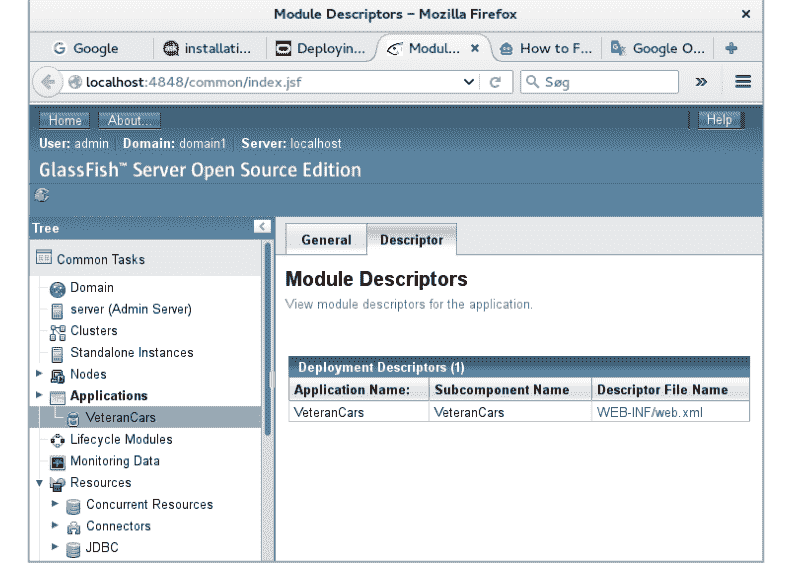 Module Descriptors – Mozilla Firefox ×
Google installati... Deployin... Modul... × How to F... Google O...
localhost:4848/common/index.jsf Søg »
Home About... Help
User: admin Domain: domain1 Server: localhost
GlassFish™ Server Open Source Edition
Tree
Common Tasks
Domain
server (Admin Server)
Clusters
Standalone Instances
Nodes
Applications
VeteranCars
Lifecycle Modules
Monitoring Data
Resources
Concurrent Resources
Connectors
JDBC
General Descriptor
Module Descriptors
View module descriptors for the application.
Deployment Descriptors (1)
Application Name: Subcomponent Name Descriptor File Name
VeteranCars VeteranCars WEB-INF/web.xml